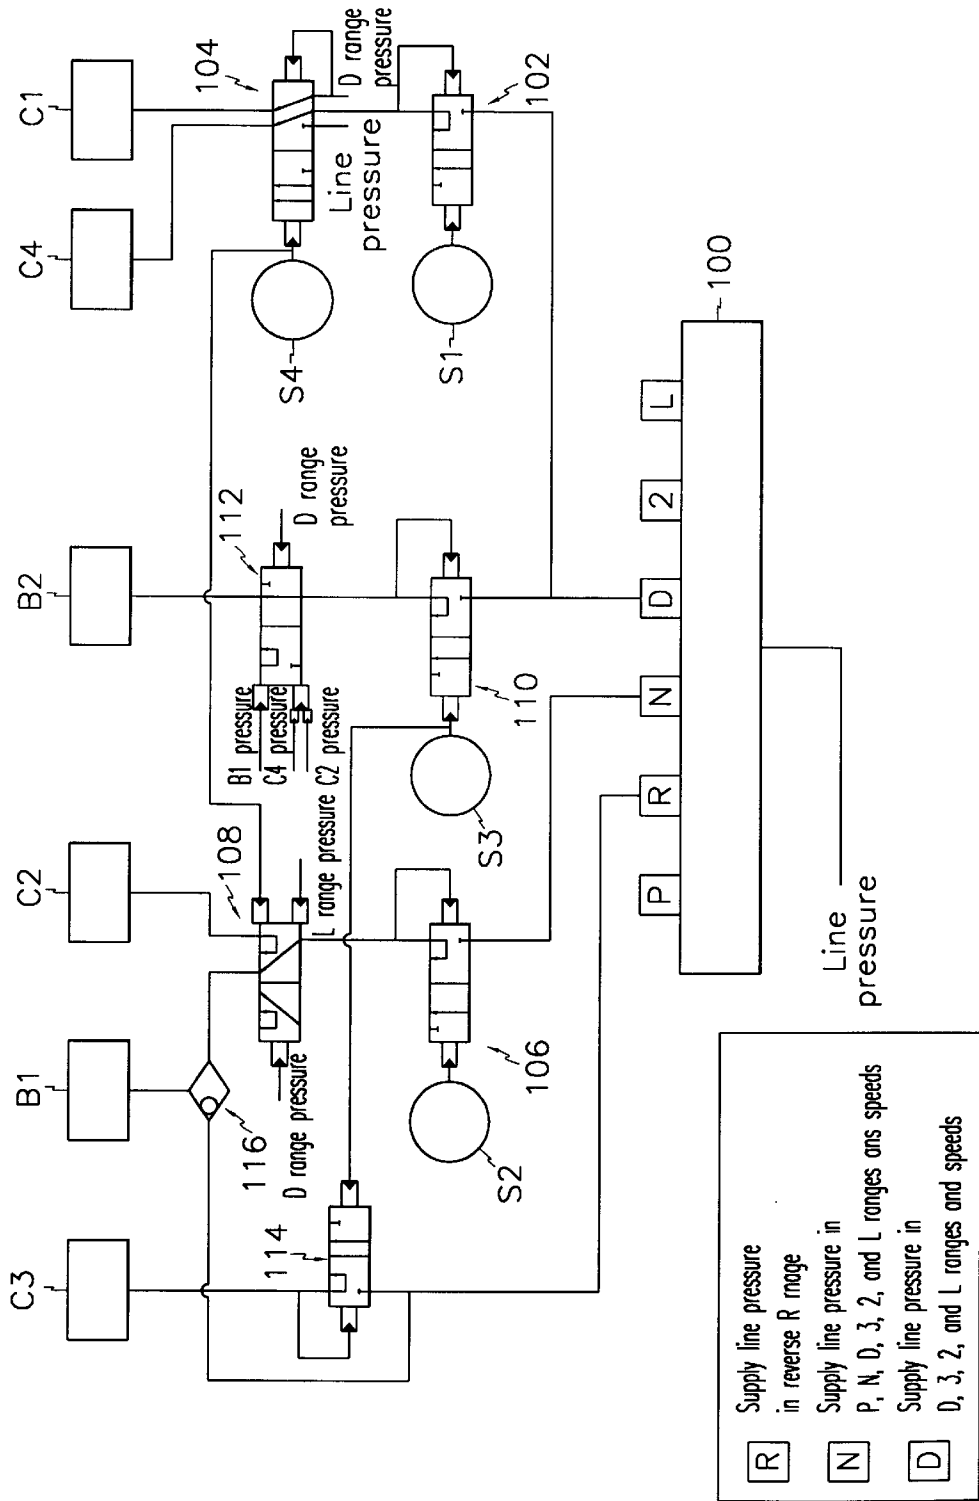 C3
B1
C2
B2
C4
C1
116
108
112
104
D range
pressure
D range pressure
114
L range pressure
B1 pressure
C4 pressure
C2 pressure
D range
pressure
Line
pressure
S4
102
S2
106
S3
110
S1
P
R
N
D
2
L
100
Line
pressure
R
Supply line pressure
in reverse R rnage
N
Supply line pressure in
P, N, D, 3, 2, and L ranges ans speeds
D
Supply line pressure in
D, 3, 2, and L ranges and speeds